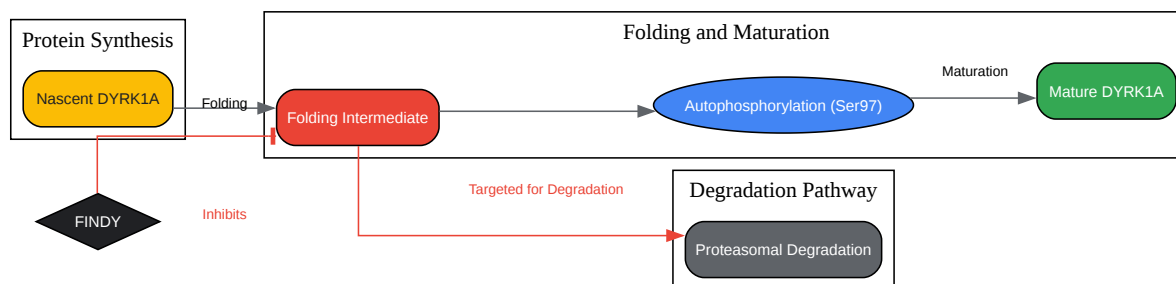 Protein Synthesis
Folding and Maturation
Nascent DYRK1A
Folding
Folding Intermediate
Autophosphorylation (Ser97)
Maturation
Mature DYRK1A
FINDY
Inhibits
Targeted for Degradation
Degradation Pathway
Proteasomal Degradation